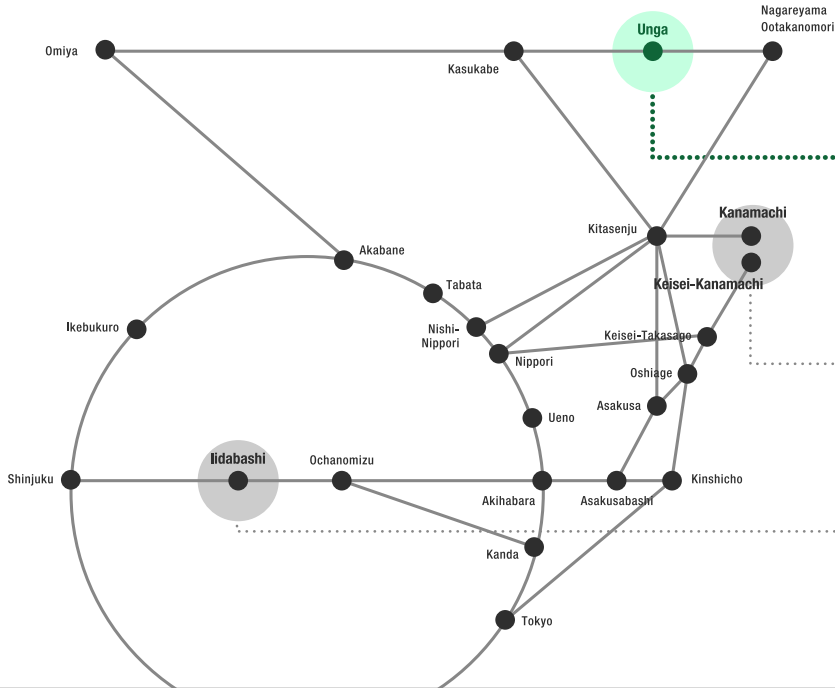 Nagareyama
Ootakanomori
Unga
Omiya
Kasukabe
Kanamachi
Kitasenju
Akabane
Keisei-Kanamachi
Tabata
Ikebukuro
Nishi-
Nippori
Keisei-Takasago
Nippori
Oshiage
Asakusa
Ueno
Iidabashi
Ochanomizu
Shinjuku
Kinshicho
Akihabara
Asakusabashi
Kanda
Tokyo